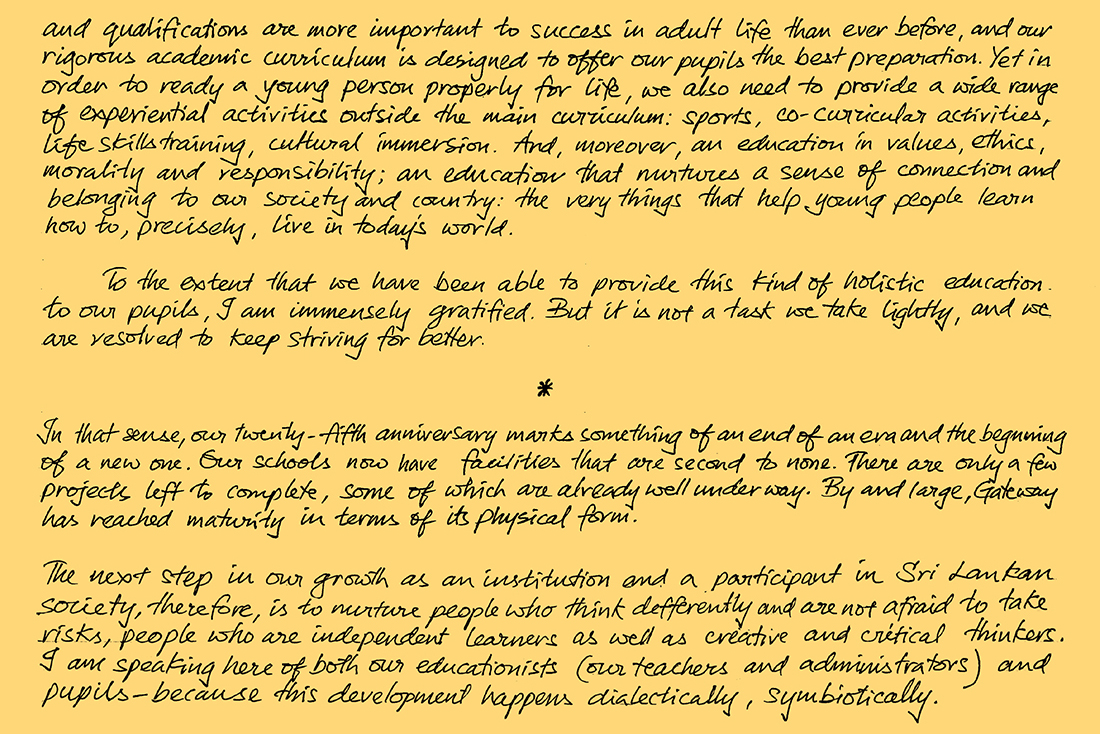 and qualifications are more important to success in adult life than ever before, and our
rigorous academic curriculum is designed to offer our pupils the best preparation. Yet in
order to ready a young person properly for life, we also need to provide a wide range
of experiential activities outside the main curriculum: sports, co-curricular activities,
life skills training, cultural immersion. And, moreover, an education in values, ethics,
morality and responsibility; an education that nurtures a sense of connection and
belonging to our society and country: the very things that help young people learn
how to, precisely, live in today's world.
To the extent that we have been able to provide this kind of holistic education.
to our pupils, I am immensely gratified. But it is not a task we take lightly, and we
are resolved to keep striving for better.
*
In that sense, our twenty-fifth anniversary marks something of an end of an era and the beginning
of a new one. Our schools now have facilities that are second to none. There are only a few
projects left to complete, some of which are already well under way. By and large, Gateway
has reached maturity in terms of its physical form.
The next step in our growth as an institution and a participant in Sri Lankan
society, therefore, is to nurture people who think defferently and are not afraid to take
risks, people who are independent learners as well as creative and critical thinkers.
I am speaking here of both our educationists (our teachers and administrators) and
pupils – because this development happens dialectically, symbiotically.